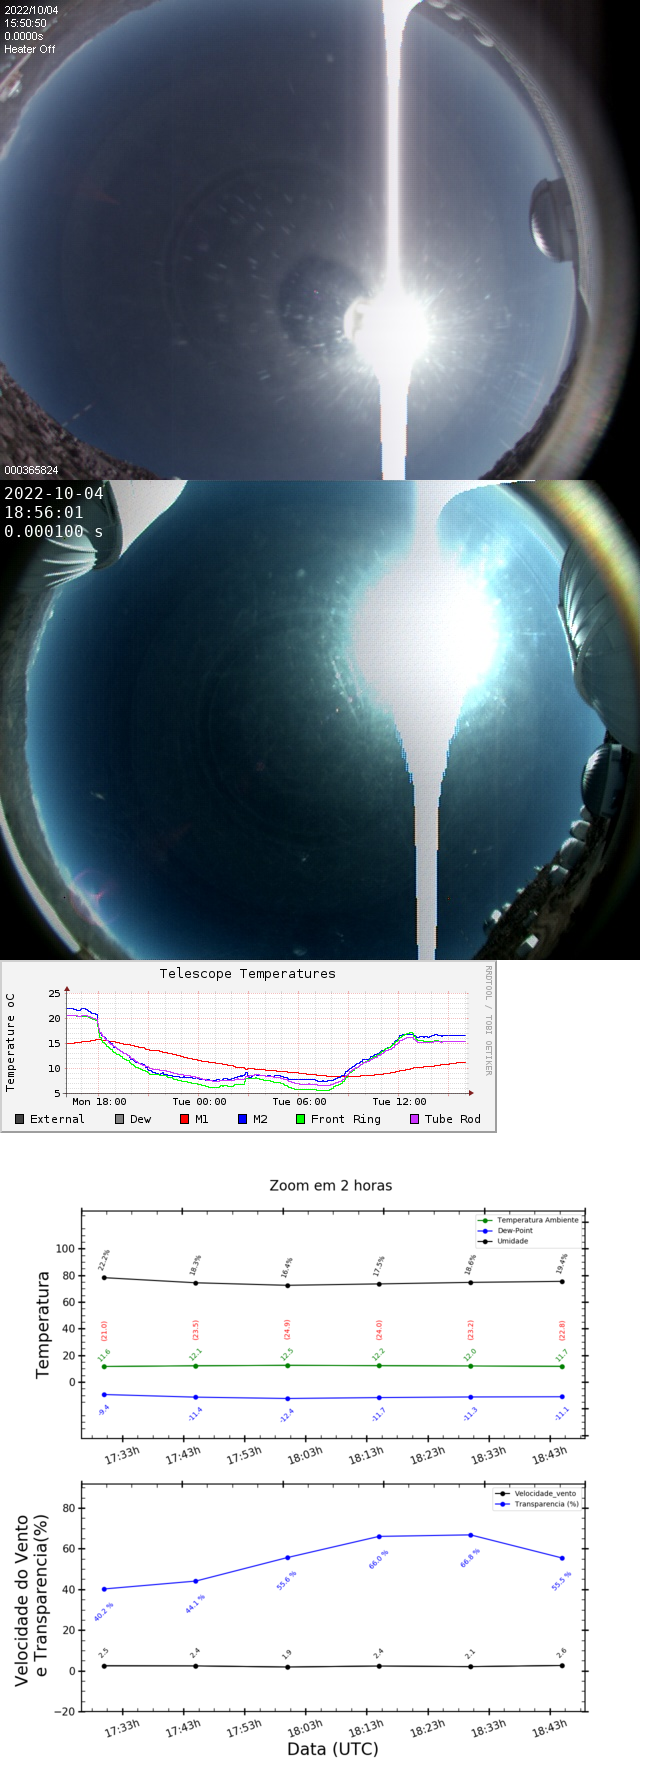 2022/10/04
15:50:50
0.0000s
Heater Off
000365824
2022-10-04
18:56:01
0.000100 s
Telescope Temperatures
RRDTOOL / TOBI OETIKER
Temperature oC
25
20
15
10
5
Mon 18:00 Tue 00:00 Tue 06:00 Tue 12:00
External Dew M1 M2 Front Ring Tube Rod
Zoom em 2 horas
Temperatura
Temperatura Ambiente
Dew-Point
Umidade
100
80
60
40
20
0
22.2% 18.3% 16.4% 17.5% 18.6% 19.4%
(21.0) (23.5) (24.9) (24.0) (23.2) (22.8)
11.6 12.1 12.5 12.2 12.0 11.7
-9.4 -11.4 -12.4 -11.7 -11.3 -11.1
17:33h 17:43h 17:53h 18:03h 18:13h 18:23h 18:33h 18:43h
Velocidade do Vento
e Transparencia(%)
Velocidade_vento
Transparencia (%)
80
60
40
20
0
−20
40.2 % 44.1 % 55.6 % 66.0 % 66.8 % 55.5 %
2.5 2.4 1.9 2.4 2.1 2.6
17:33h 17:43h 17:53h 18:03h 18:13h 18:23h 18:33h 18:43h
Data (UTC)